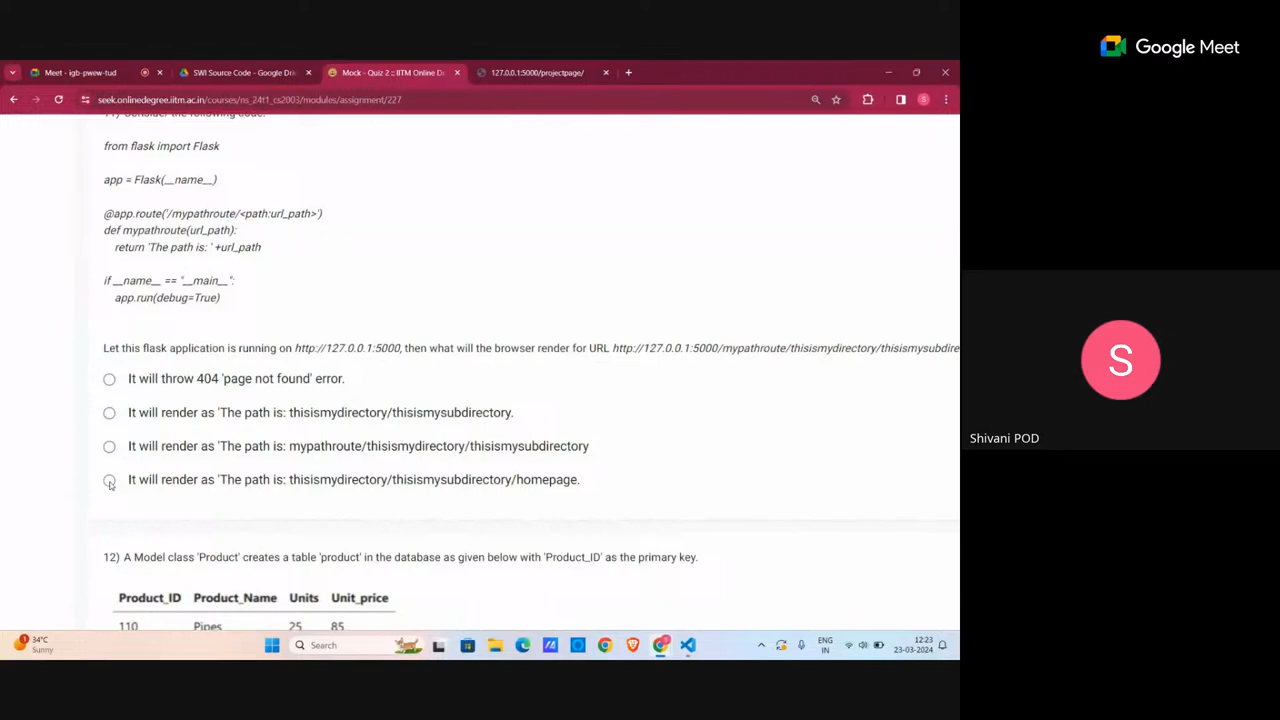 Google Meet
Meet - igb-pwew-tud
SWI Source Code - Google Dri
Mock - Quiz 2 :: IITM Online De
127.0.0.1:5000/projectpage/
seek.onlinedegree.iitm.ac.in/courses/ns_24t1_cs2003/modules/assignment/227
11) Consider the following code:
from flask import Flask
app = Flask(__name__)
@app.route('/mypathroute/<path:url_path>')
def mypathroute(url_path):
return 'The path is: ' +url_path
if __name__ == "__main__":
app.run(debug=True)
Let this flask application is running on http://127.0.0.1:5000, then what will the browser render for URL http://127.0.0.1:5000/mypathroute/thisismydirectory/thisismysubdire
It will throw 404 'page not found' error.
It will render as 'The path is: thisismydirectory/thisismysubdirectory.
It will render as 'The path is: mypathroute/thisismydirectory/thisismysubdirectory
It will render as 'The path is: thisismydirectory/thisismysubdirectory/homepage.
S
Shivani POD
12) A Model class 'Product' creates a table 'product' in the database as given below with 'Product_ID' as the primary key.
Product_ID Product_Name Units Unit_price
110 Pipes 25 85
34°C
Sunny
Search
ENG
IN
12:23
23-03-2024